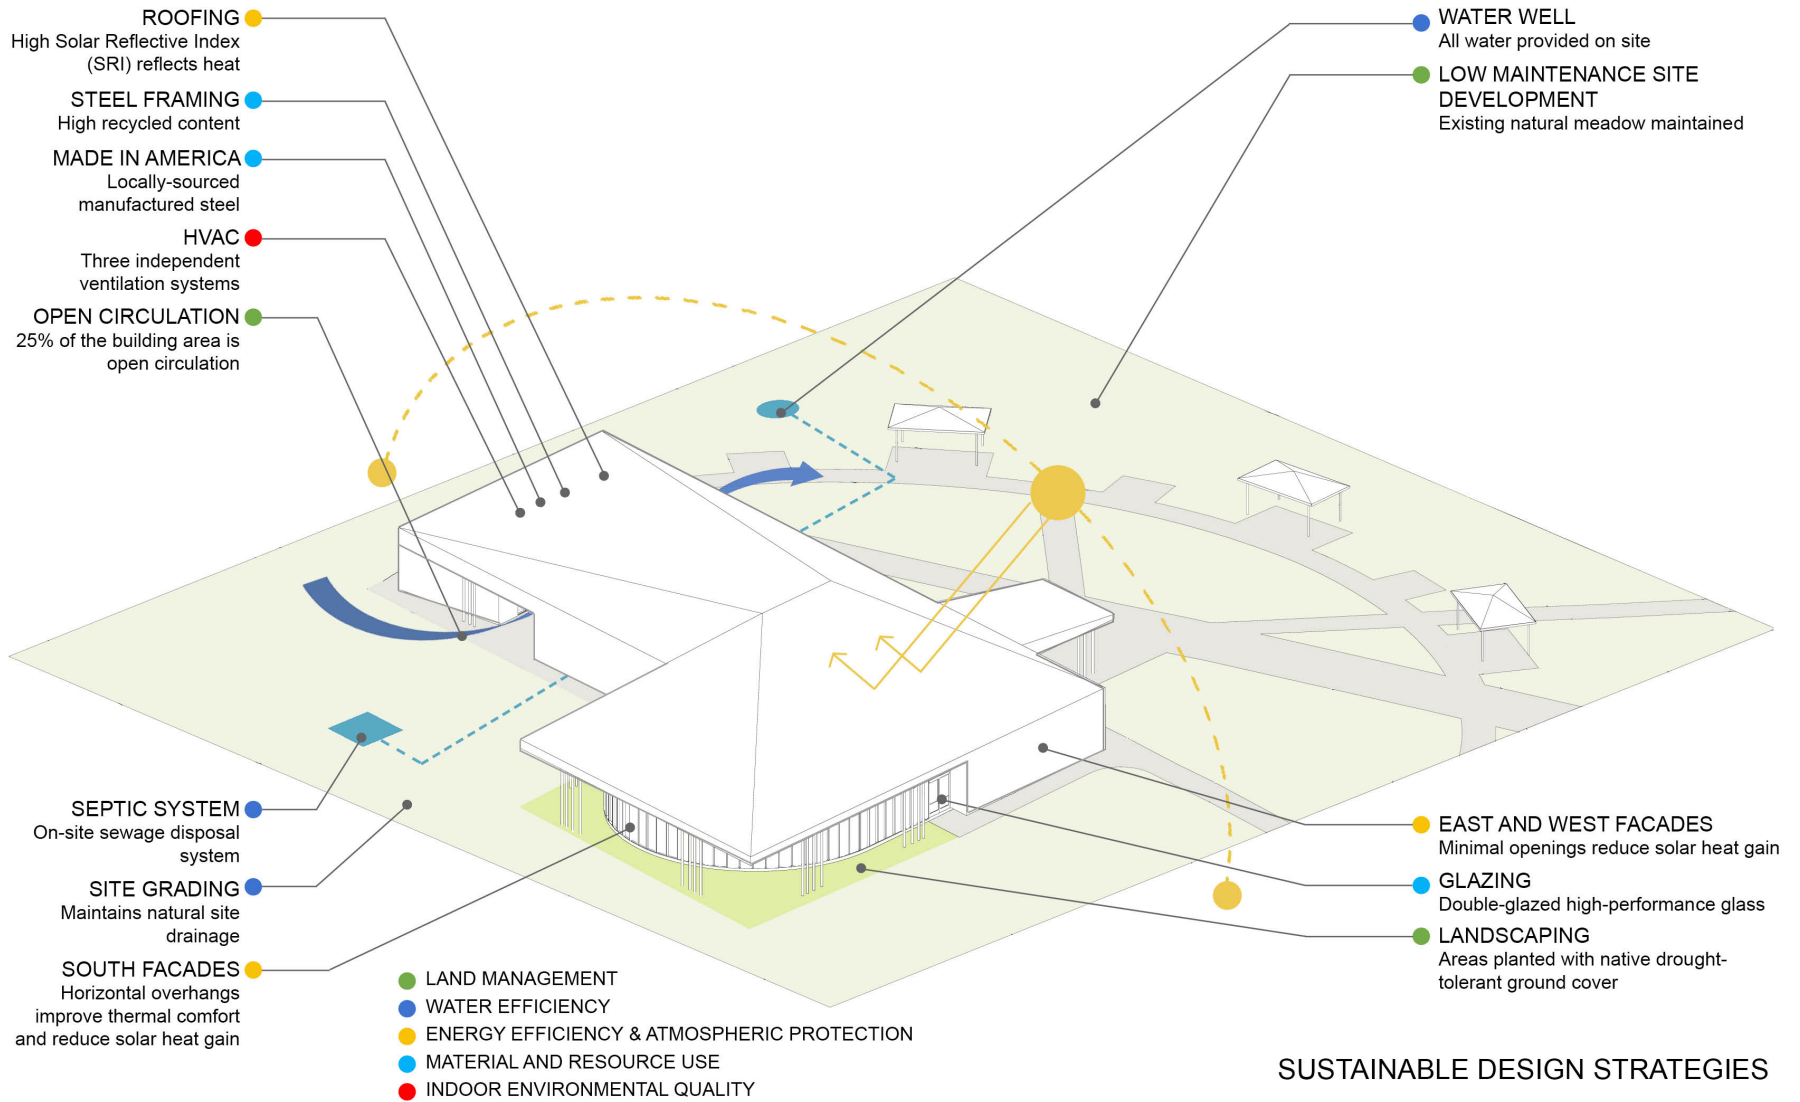 ROOFING
High Solar Reflective Index
(SRI) reflects heat
STEEL FRAMING
High recycled content
MADE IN AMERICA
Locally-sourced
manufactured steel
HVAC
Three independent
ventilation systems
OPEN CIRCULATION
25% of the building area is
open circulation
WATER WELL
All water provided on site
LOW MAINTENANCE SITE
DEVELOPMENT
Existing natural meadow maintained
SEPTIC SYSTEM
On-site sewage disposal
system
SITE GRADING
Maintains natural site
drainage
SOUTH FACADES
Horizontal overhangs
improve thermal comfort
and reduce solar heat gain
EAST AND WEST FACADES
Minimal openings reduce solar heat gain
GLAZING
Double-glazed high-performance glass
LANDSCAPING
Areas planted with native drought-
tolerant ground cover
LAND MANAGEMENT
WATER EFFICIENCY
ENERGY EFFICIENCY & ATMOSPHERIC PROTECTION
MATERIAL AND RESOURCE USE
INDOOR ENVIRONMENTAL QUALITY
SUSTAINABLE DESIGN STRATEGIES